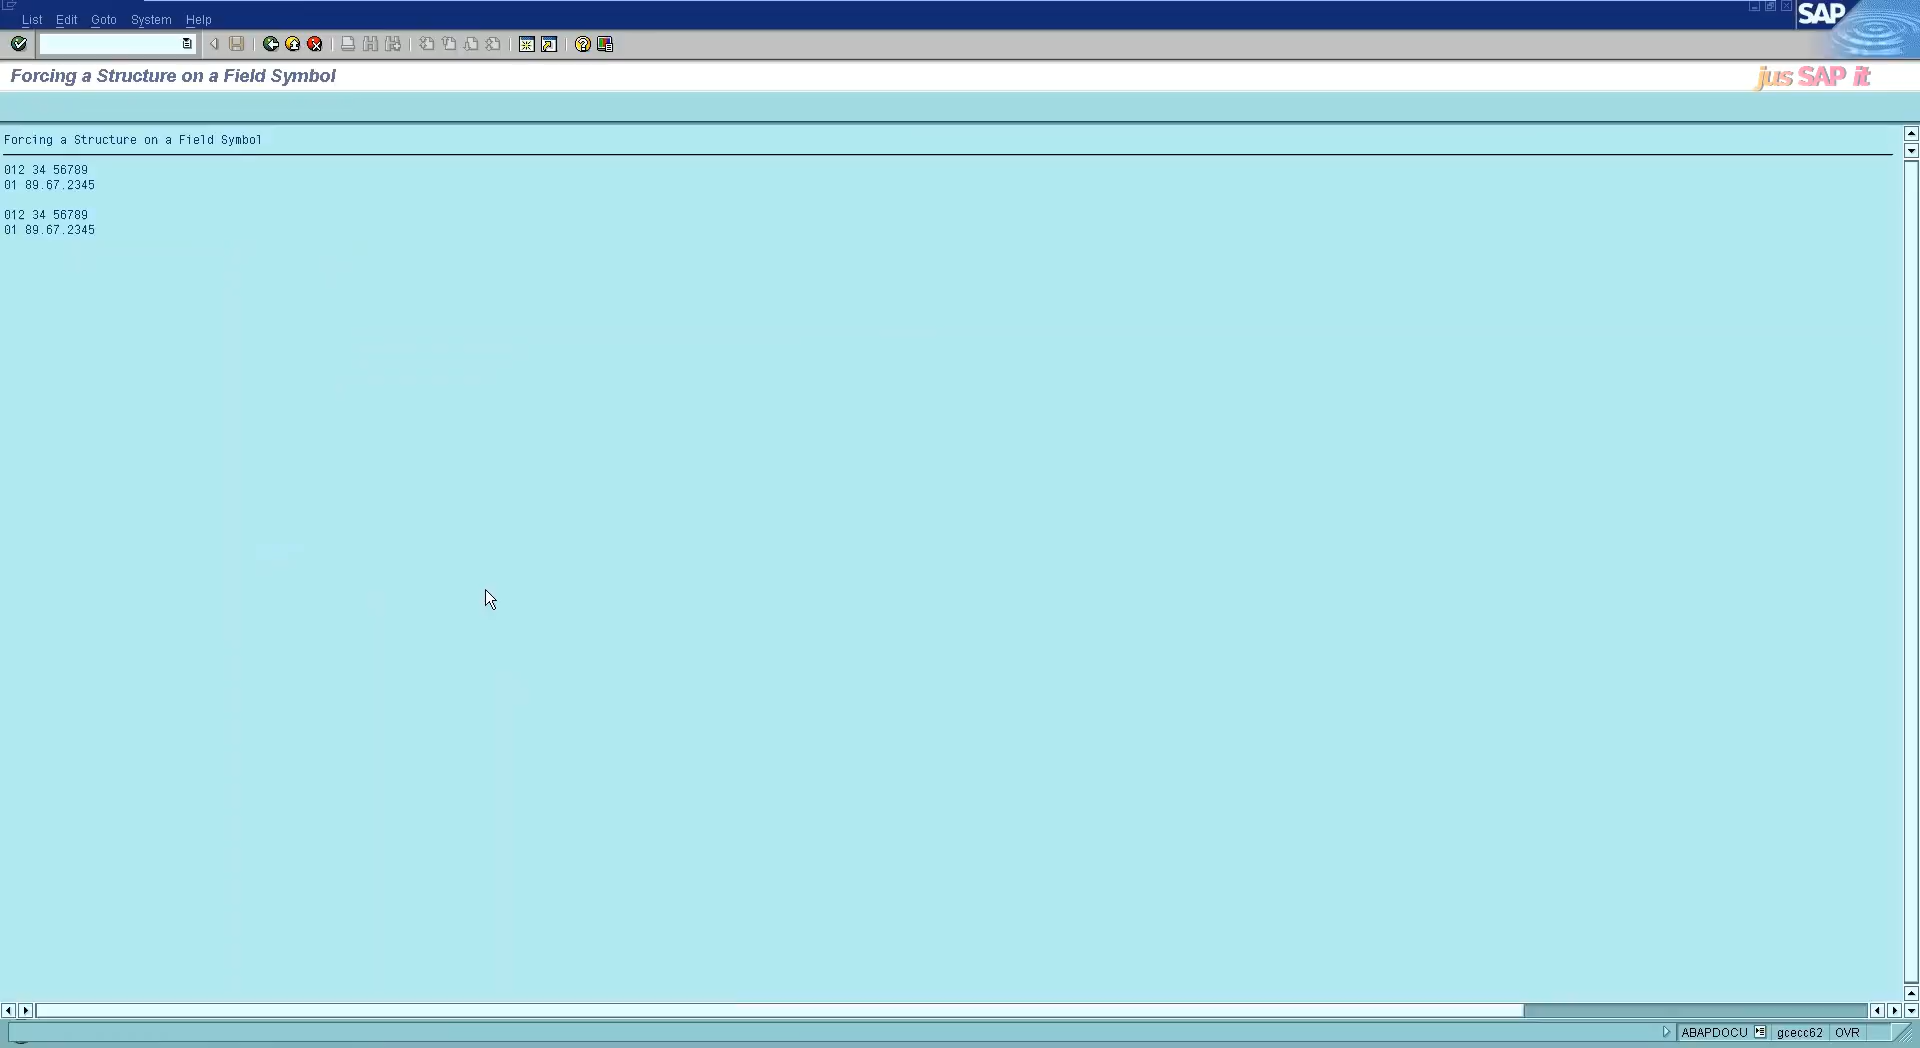 List Edit Goto System Help
SAP
Forcing a Structure on a Field Symbol
jus SAP it
Forcing a Structure on a Field Symbol
012 34 56789
01 89.67.2345
012 34 56789
01 89.67.2345
ABAPDOCU gcecc62 OVR